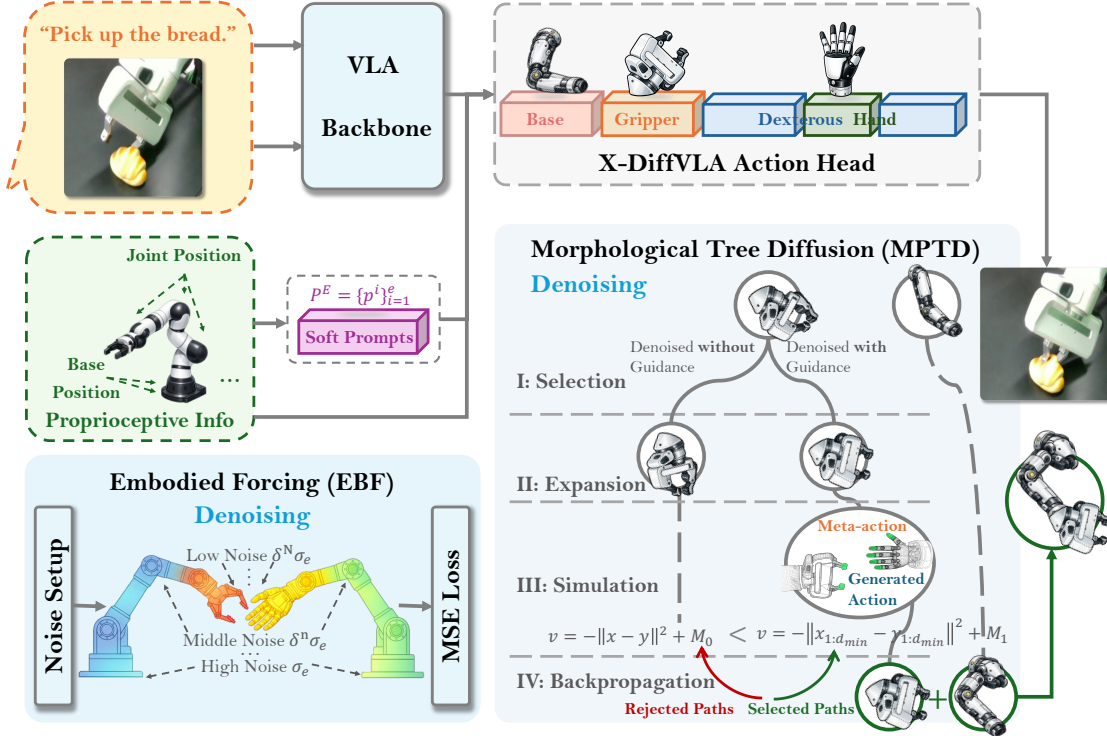 “Pick up the bread.”
VLA
Backbone
Base
Gripper
Dexterous Hand
X-DiffVLA Action Head
Joint Position
Base
Position
...
Proprioceptive Info
P^E = {p^i}_{i=1}^e
Soft Prompts
Embodied Forcing (EBF)
Denoising
Noise Setup
Low Noise δ^N σ_e
Middle Noise δ^n σ_e
...
High Noise σ_e
MSE Loss
Morphological Tree Diffusion (MPTD)
Denoising
Denoised without
Guidance
Denoised with
Guidance
I: Selection
II: Expansion
Meta-action
Generated
Action
III: Simulation
v = −‖x − y‖² + M_0 < v = −‖x_{1:d_min} − y_{1:d_min}‖² + M_1
IV: Backpropagation
Rejected Paths
Selected Paths
+